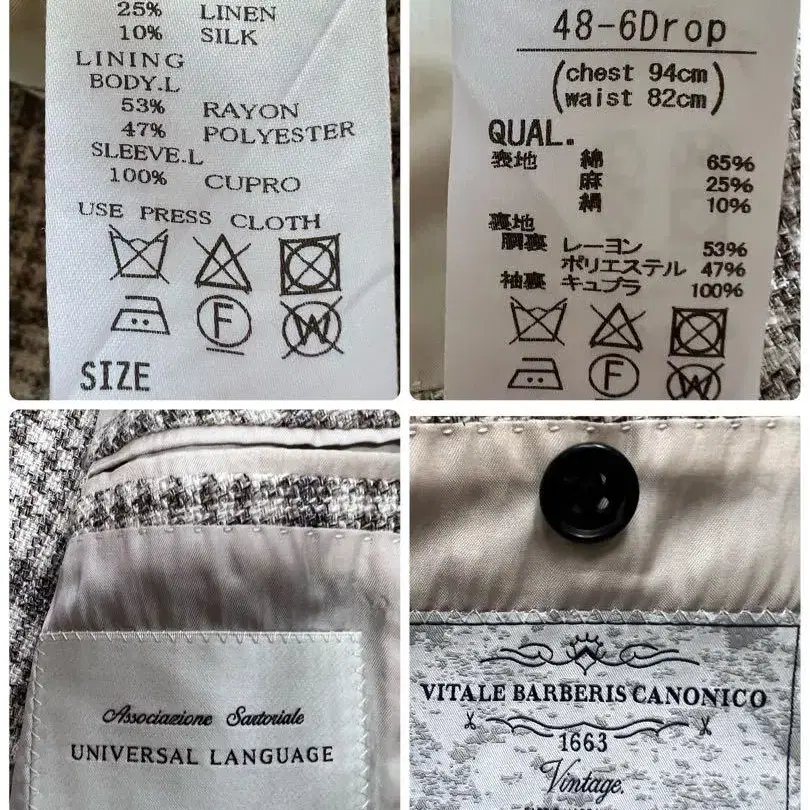 25% LINEN
10% SILK
LINING
BODY.L
53% RAYON
47% POLYESTER
SLEEVE.L
100% CUPRO
USE PRESS CLOTH
F
W
SIZE
48-6Drop
(chest 94cm
waist 82cm)
QUAL.
表地 綿 65%
麻 25%
絹 10%
裏地
胴裏 レーヨン 53%
ポリエステル 47%
袖裏 キュプラ 100%
F
W
Associazione Sartoriale
UNIVERSAL LANGUAGE
VITALE BARBERIS CANONICO
1663
Vintage.